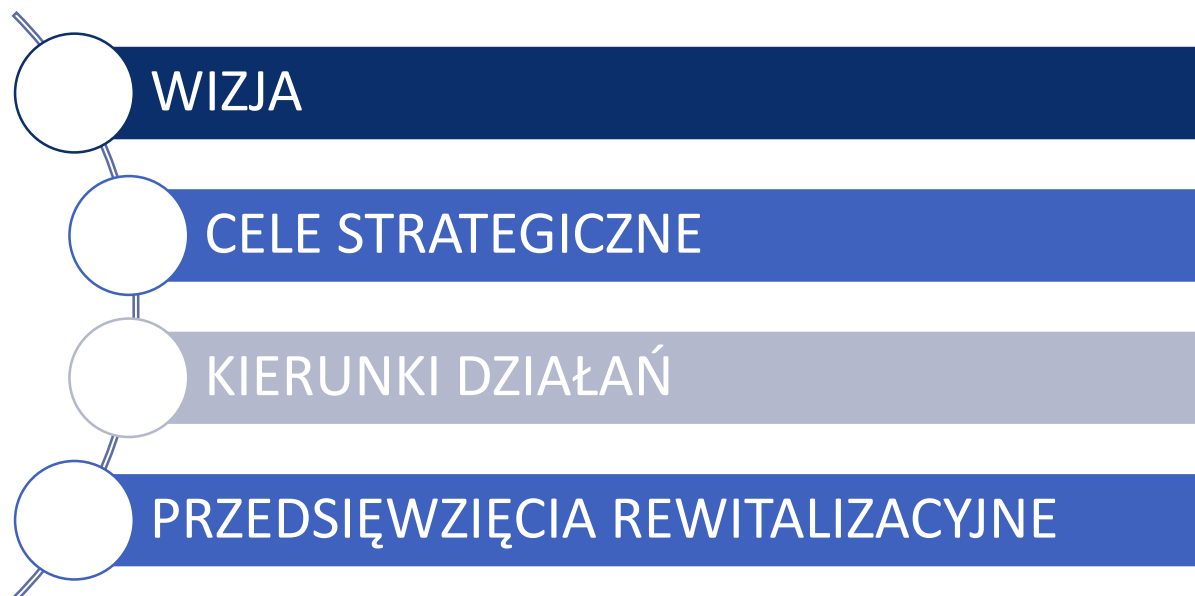 WIZJA
CELE STRATEGICZNE
KIERUNKI DZIAŁAŃ
PRZEDSIĘWZIĘCIA REWITALIZACYJNE